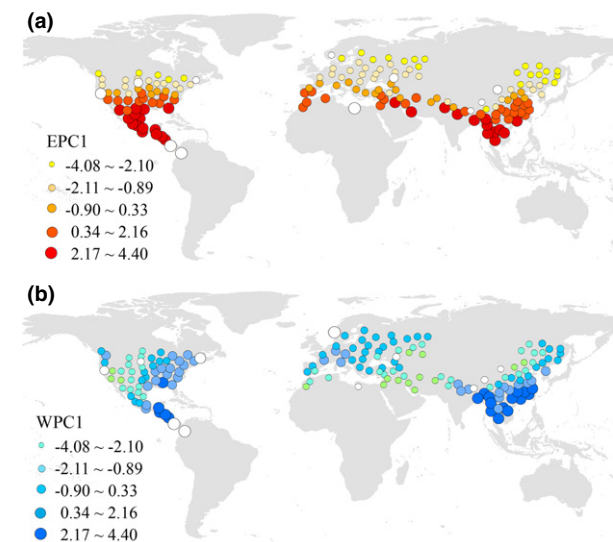 (a)
EPC1
-4.08 ~ -2.10
-2.11 ~ -0.89
-0.90 ~ 0.33
0.34 ~ 2.16
2.17 ~ 4.40
(b)
WPC1
-4.08 ~ -2.10
-2.11 ~ -0.89
-0.90 ~ 0.33
0.34 ~ 2.16
2.17 ~ 4.40